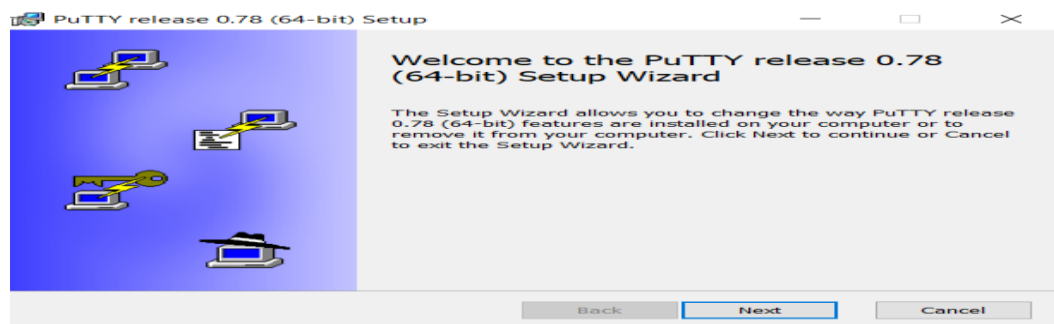 PuTTY release 0.78 (64-bit) Setup
Welcome to the PuTTY release 0.78
(64-bit) Setup Wizard
The Setup Wizard allows you to change the way PuTTY release
0.78 (64-bit) features are installed on your computer or to
remove it from your computer. Click Next to continue or Cancel
to exit the Setup Wizard.
Back
Next
Cancel